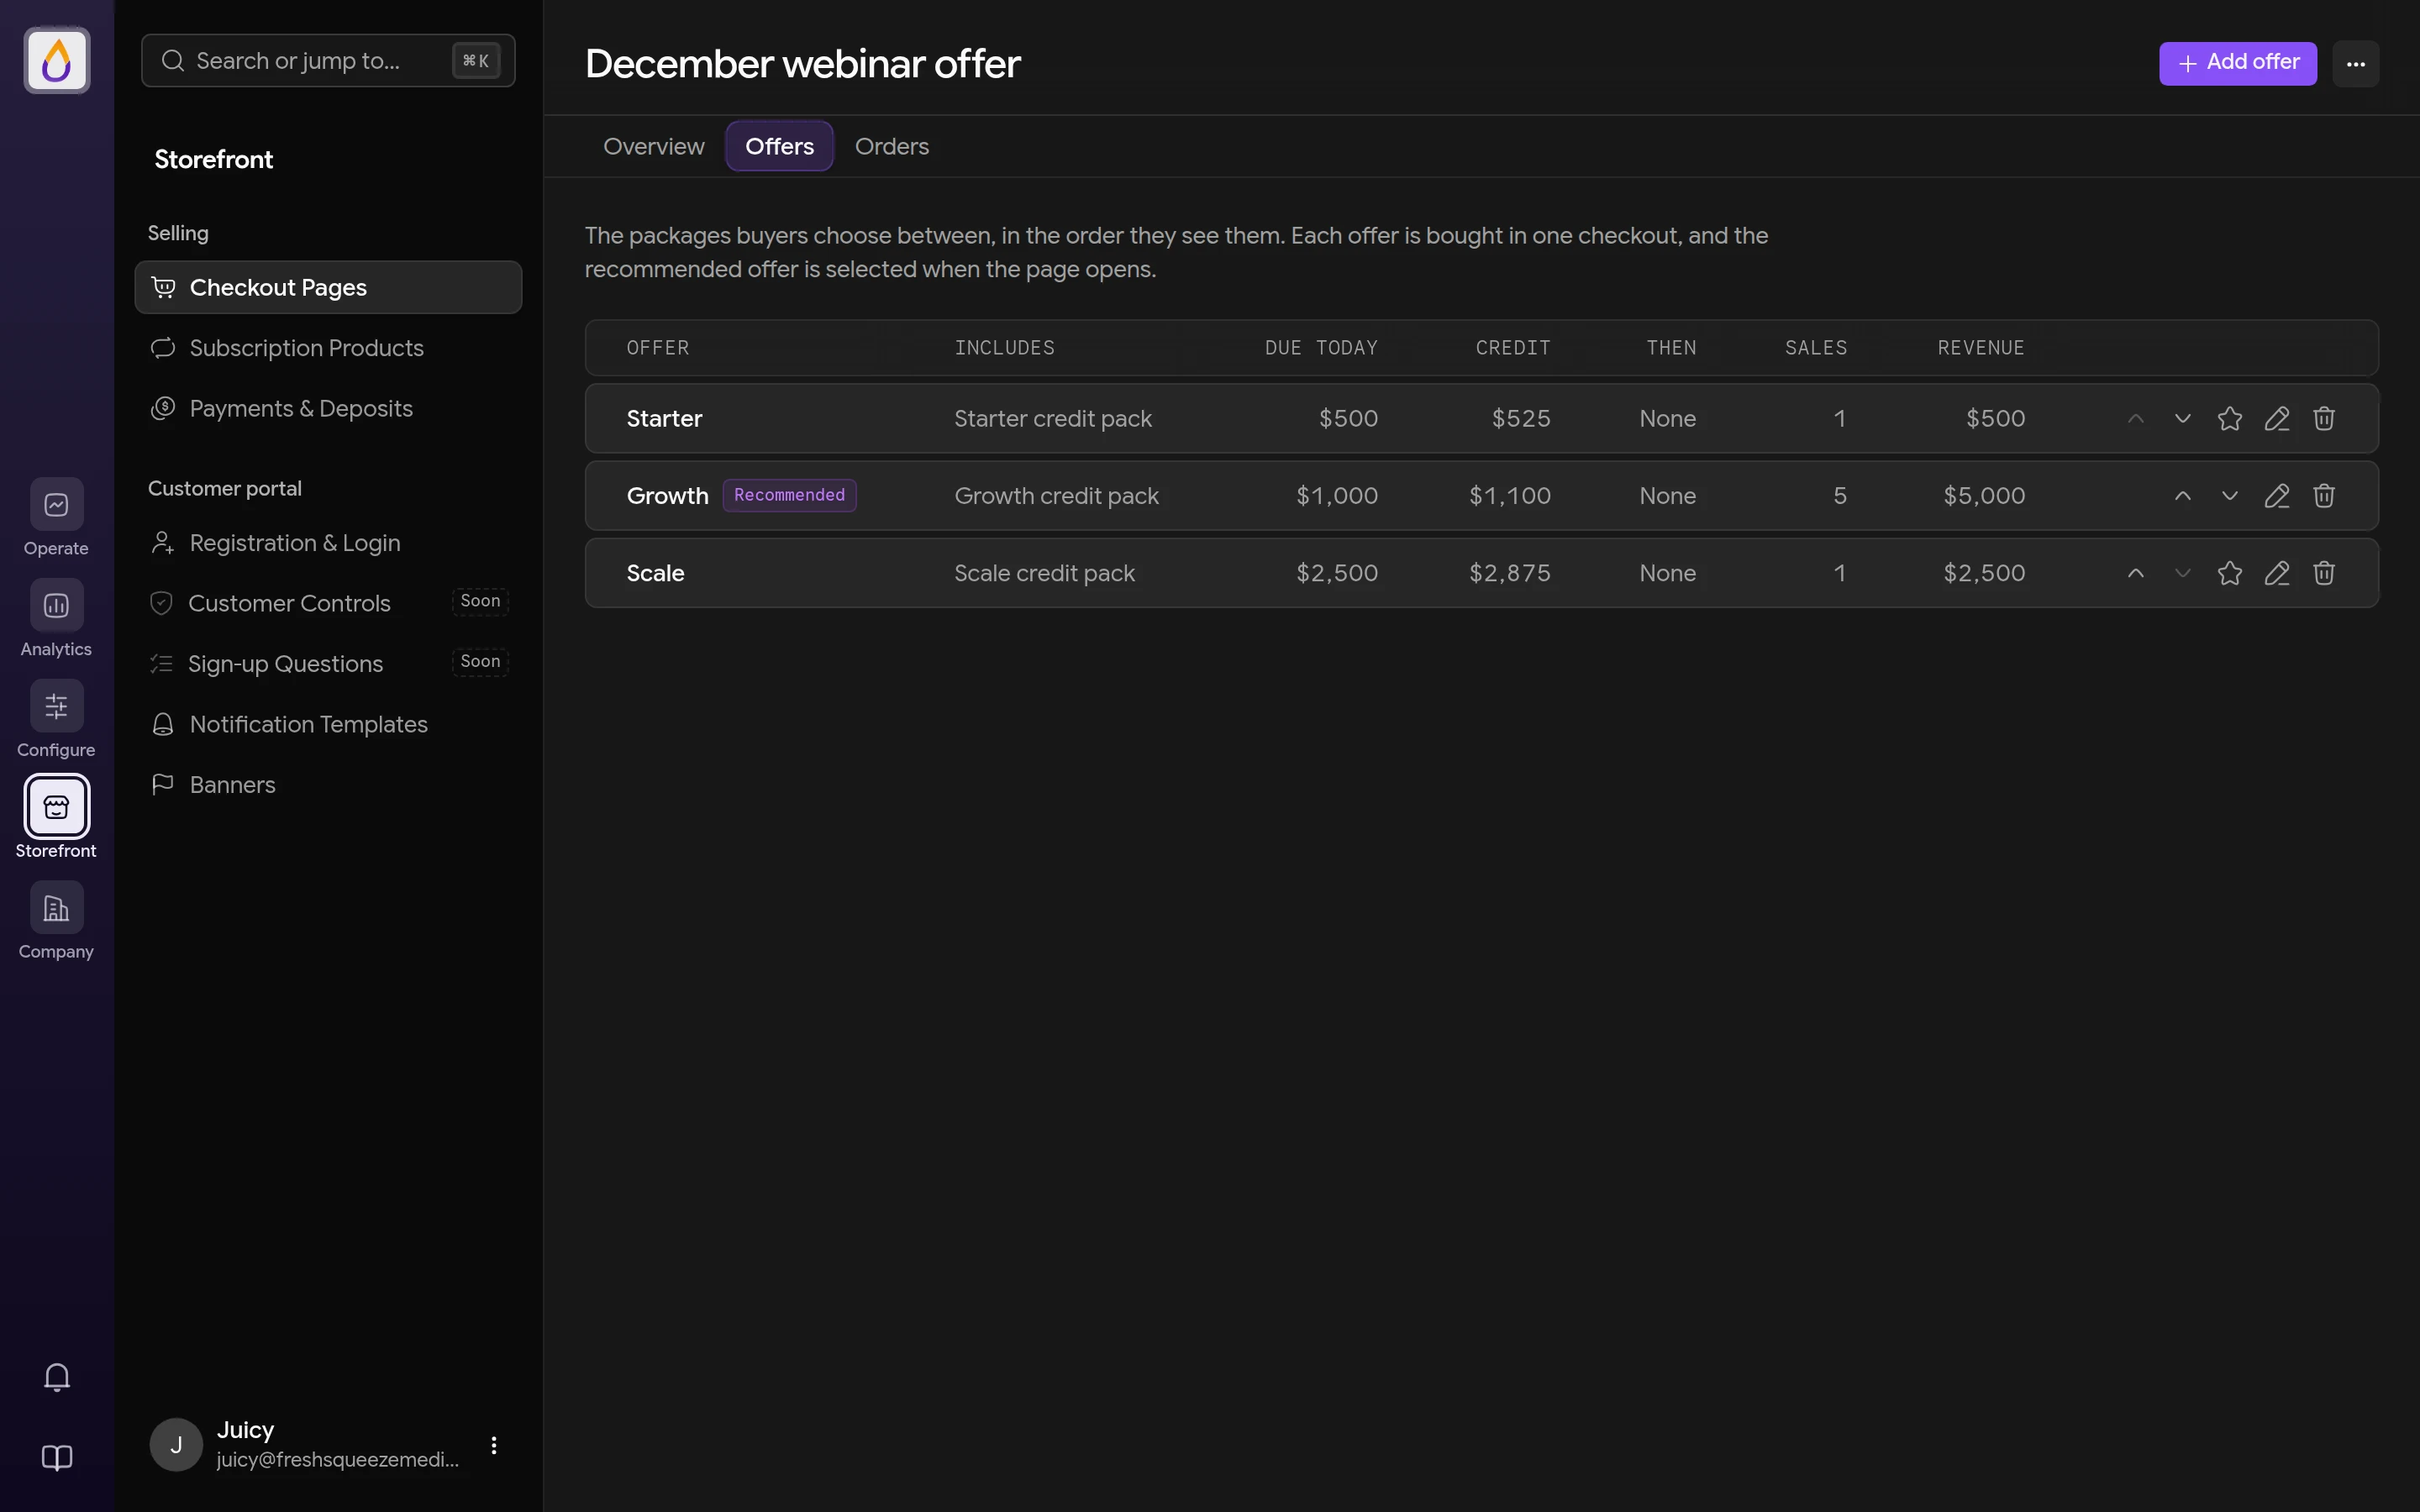 Search or jump to...
⌘K
Storefront
Selling
Checkout Pages
Subscription Products
Payments & Deposits
Customer portal
Registration & Login
Customer Controls Soon
Sign-up Questions Soon
Notification Templates
Banners
Operate
Analytics
Configure
Storefront
Company
J
Juicy
juicy@freshsqueezemedi...
December webinar offer
Add offer
Overview Offers Orders
The packages buyers choose between, in the order they see them. Each offer is bought in one checkout, and the
recommended offer is selected when the page opens.
OFFER INCLUDES DUE TODAY CREDIT THEN SALES REVENUE
Starter Starter credit pack $500 $525 None 1 $500
Growth Recommended Growth credit pack $1,000 $1,100 None 5 $5,000
Scale Scale credit pack $2,500 $2,875 None 1 $2,500